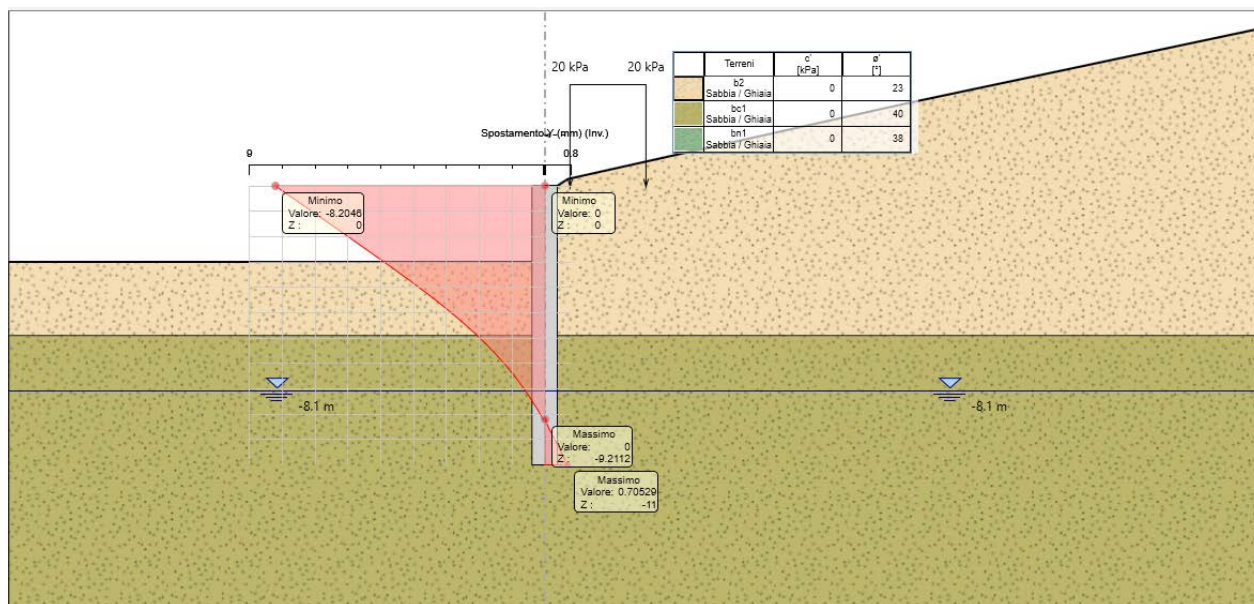 20 kPa 20 kPa
Terreni c' [kPa] ø' [°]
b2
Sabbia / Ghiaia 0 23
bc1
Sabbia / Ghiaia 0 40
bn1
Sabbia / Ghiaia 0 38
Spostamento Y (mm) (Inv.)
9 0.8
Minimo
Valore: -8.2046
Z : 0
Minimo
Valore: 0
Z : 0
-8.1 m -8.1 m
Massimo
Valore: 0
Z : -9.2112
Massimo
Valore: 0.70529
Z : -11